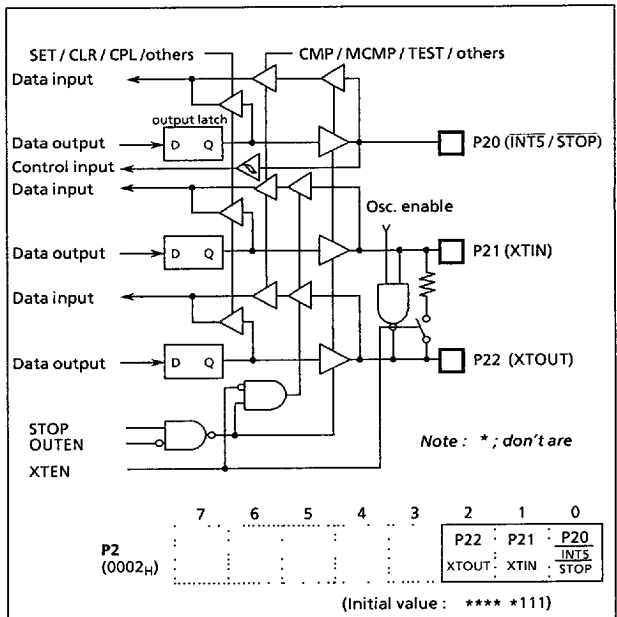 SET / CLR / CPL /others
CMP / MCMP / TEST / others
Data input
output latch
Data output
D Q
P20 (INT5 / STOP)
Control input
Data input
Osc. enable
Data output
D Q
P21 (XTIN)
Data input
Data output
D Q
P22 (XTOUT)
STOP
OUTEN
Note : * ; don't are
XTEN
7 6 5 4 3 2 1 0
P2
(0002H)
P22 P21 P20
XTOUT XTIN INT5
STOP
(Initial value : **** *111)